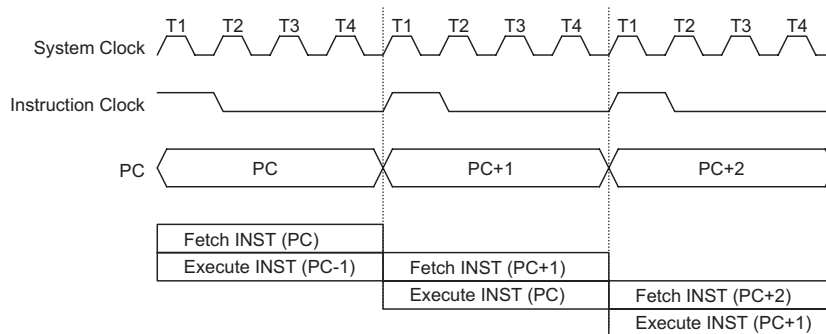 T1 T2 T3 T4 T1 T2 T3 T4 T1 T2 T3 T4
System Clock
Instruction Clock
PC PC PC+1 PC+2
Fetch INST (PC)
Execute INST (PC-1) Fetch INST (PC+1)
Execute INST (PC) Fetch INST (PC+2)
Execute INST (PC+1)